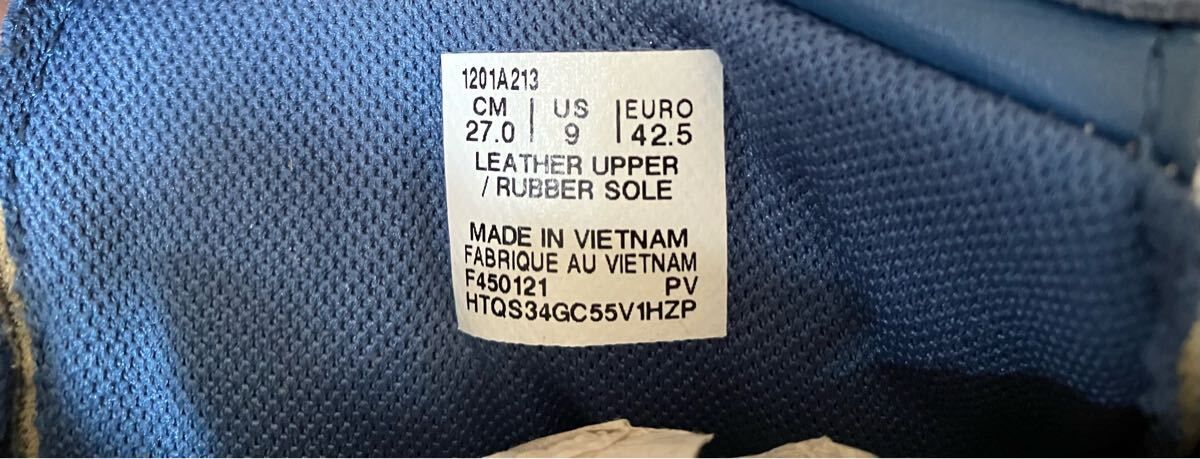 1201A213
CM | US | EURO
27.0 | 9 | 42.5
LEATHER UPPER
/ RUBBER SOLE
MADE IN VIETNAM
FABRIQUE AU VIETNAM
F450121 PV
HTQS34GC55V1HZP